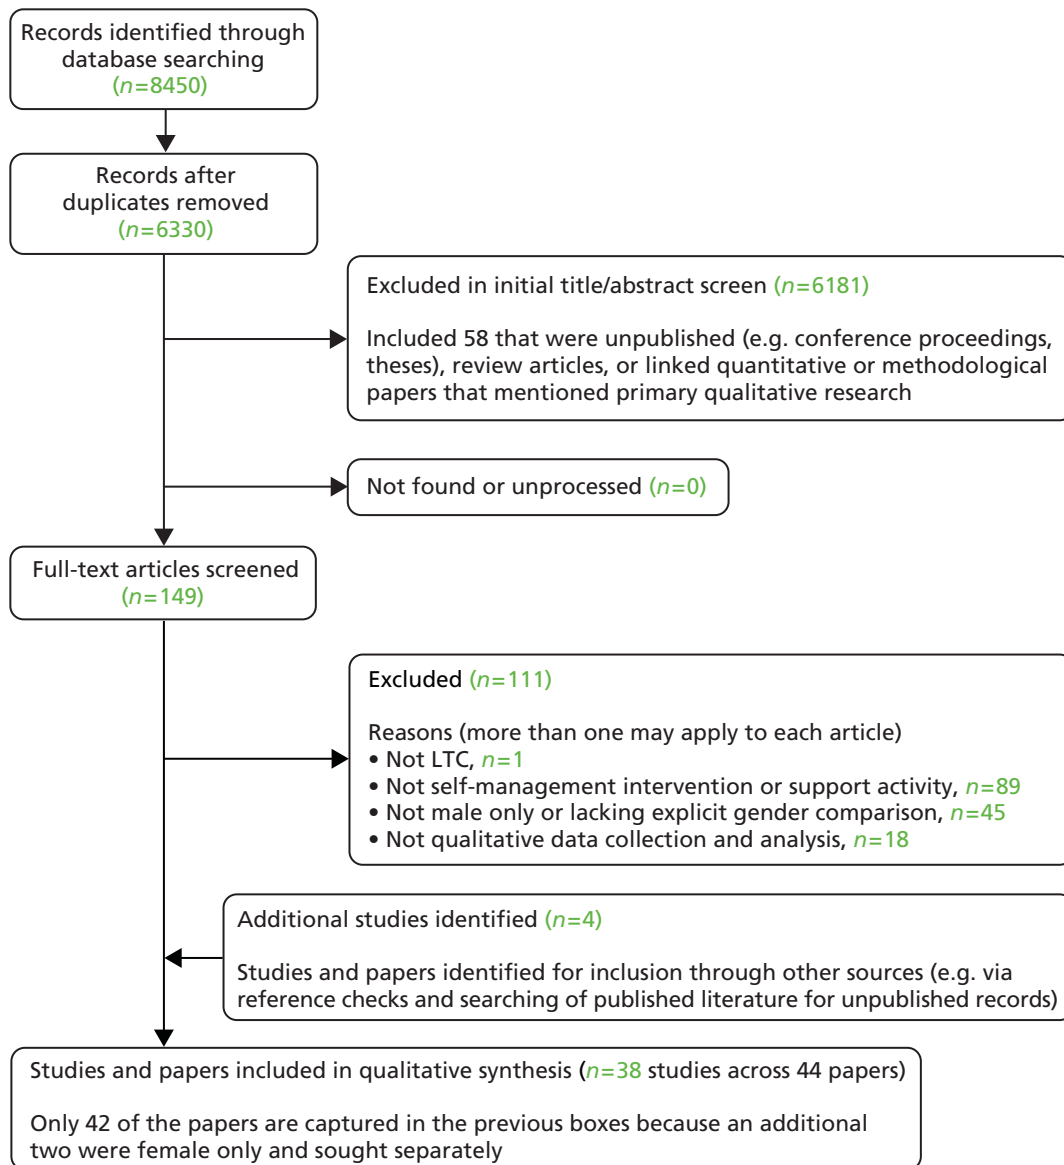 Records identified through
database searching
(n=8450)
Records after
duplicates removed
(n=6330)
Excluded in initial title/abstract screen (n=6181)
Included 58 that were unpublished (e.g. conference proceedings,
theses), review articles, or linked quantitative or methodological
papers that mentioned primary qualitative research
Not found or unprocessed (n=0)
Full-text articles screened
(n=149)
Excluded (n=111)
Reasons (more than one may apply to each article)
• Not LTC, n=1
• Not self-management intervention or support activity, n=89
• Not male only or lacking explicit gender comparison, n=45
• Not qualitative data collection and analysis, n=18
Additional studies identified (n=4)
Studies and papers identified for inclusion through other sources (e.g. via
reference checks and searching of published literature for unpublished records)
Studies and papers included in qualitative synthesis (n=38 studies across 44 papers)
Only 42 of the papers are captured in the previous boxes because an additional
two were female only and sought separately